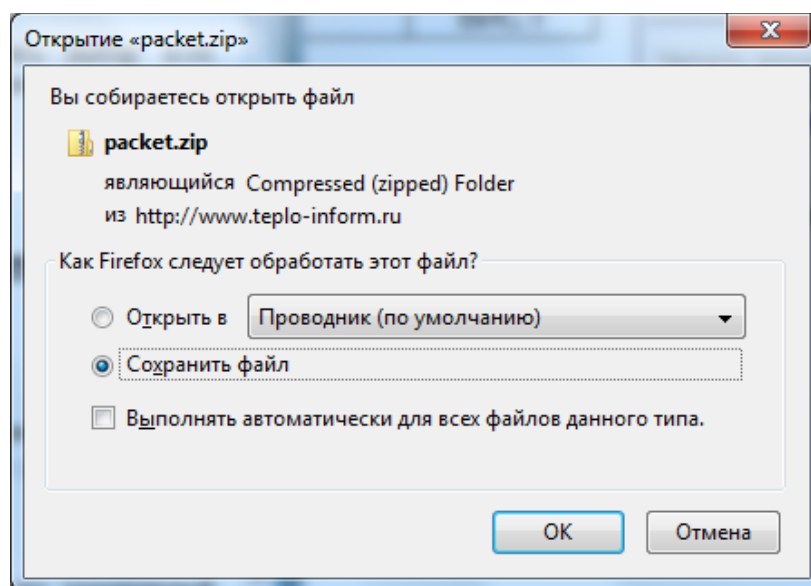 Открытие «packet.zip»
Вы собираетесь открыть файл
packet.zip
являющийся Compressed (zipped) Folder
из http://www.teplo-inform.ru
Как Firefox следует обработать этот файл?
Открыть в Проводник (по умолчанию)
Сохранить файл
Выполнять автоматически для всех файлов данного типа.
OK Отмена